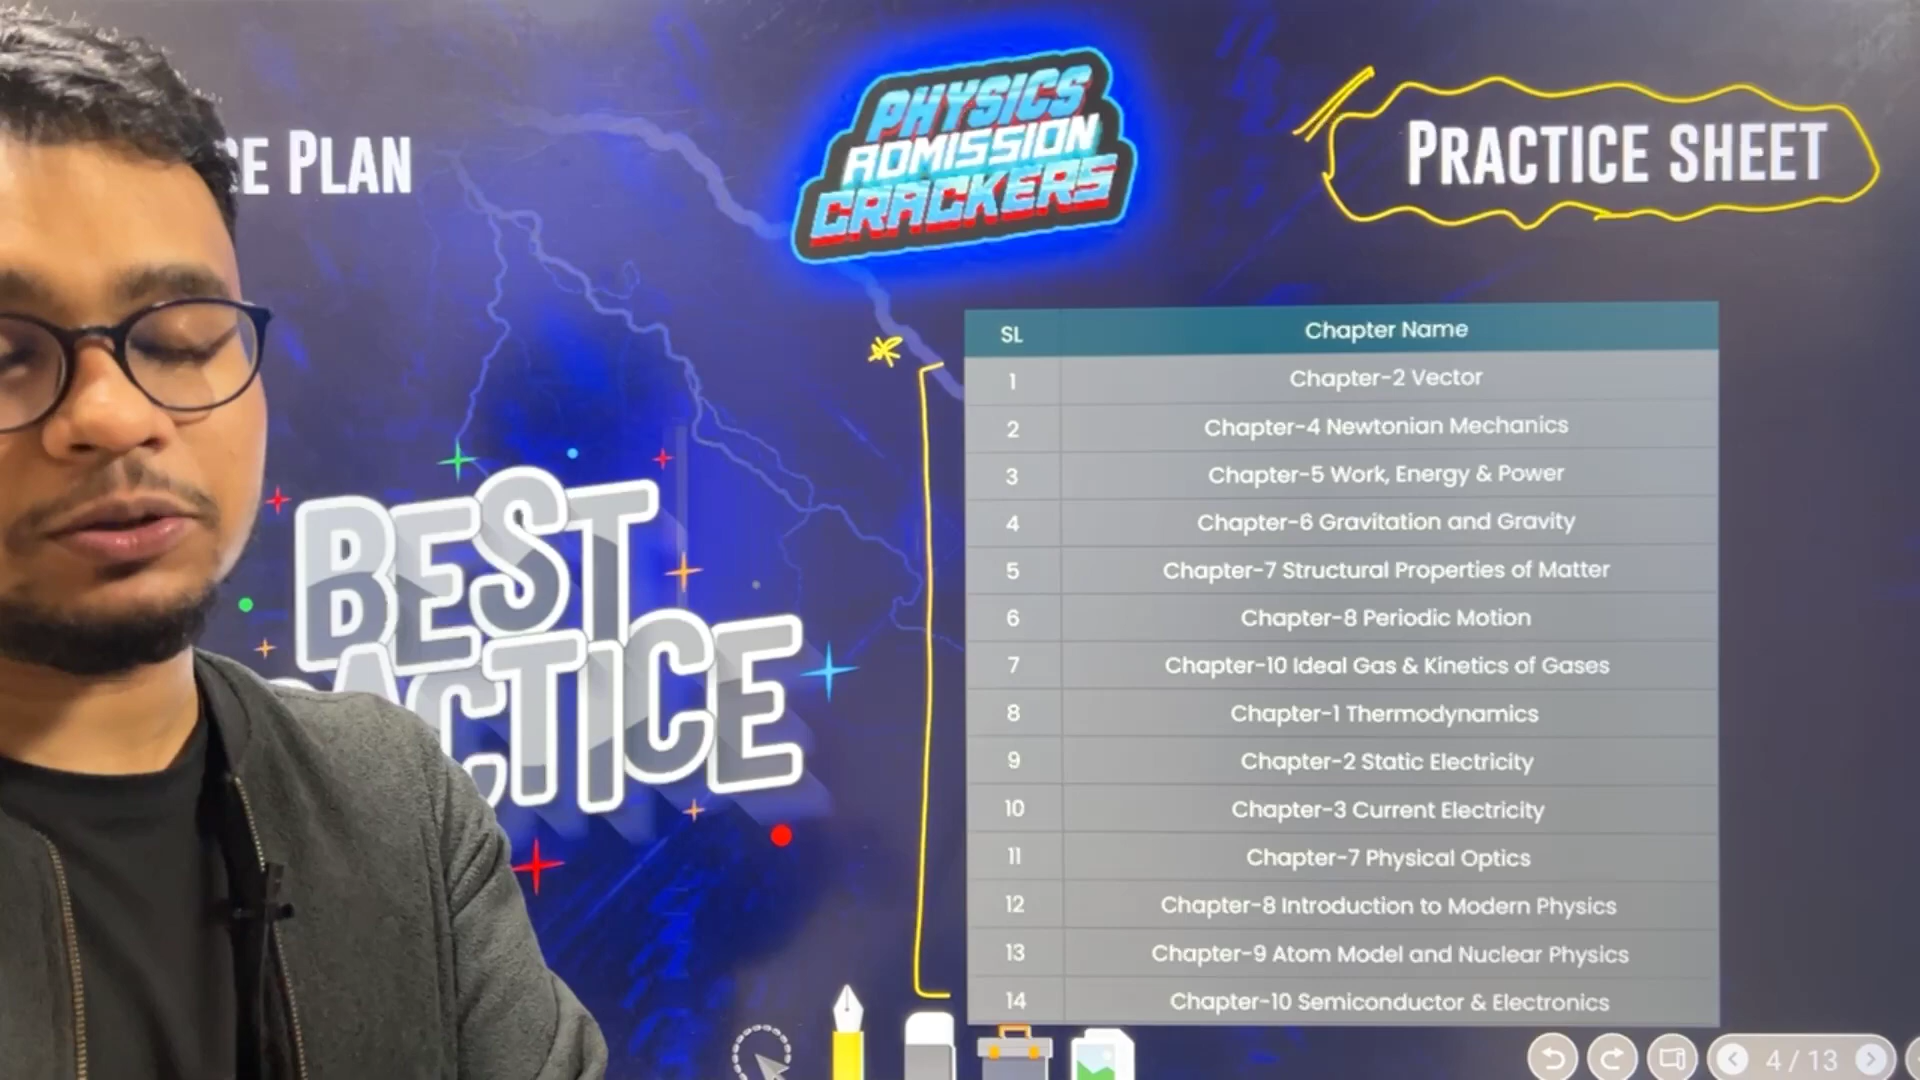 CE PLAN
PHYSICS
ADMISSION
CRACKERS
PRACTICE SHEET
BEST
ACTICE
SL Chapter Name
1 Chapter-2 Vector
2 Chapter-4 Newtonian Mechanics
3 Chapter-5 Work, Energy & Power
4 Chapter-6 Gravitation and Gravity
5 Chapter-7 Structural Properties of Matter
6 Chapter-8 Periodic Motion
7 Chapter-10 Ideal Gas & Kinetics of Gases
8 Chapter-1 Thermodynamics
9 Chapter-2 Static Electricity
10 Chapter-3 Current Electricity
11 Chapter-7 Physical Optics
12 Chapter-8 Introduction to Modern Physics
13 Chapter-9 Atom Model and Nuclear Physics
14 Chapter-10 Semiconductor & Electronics
4 / 13